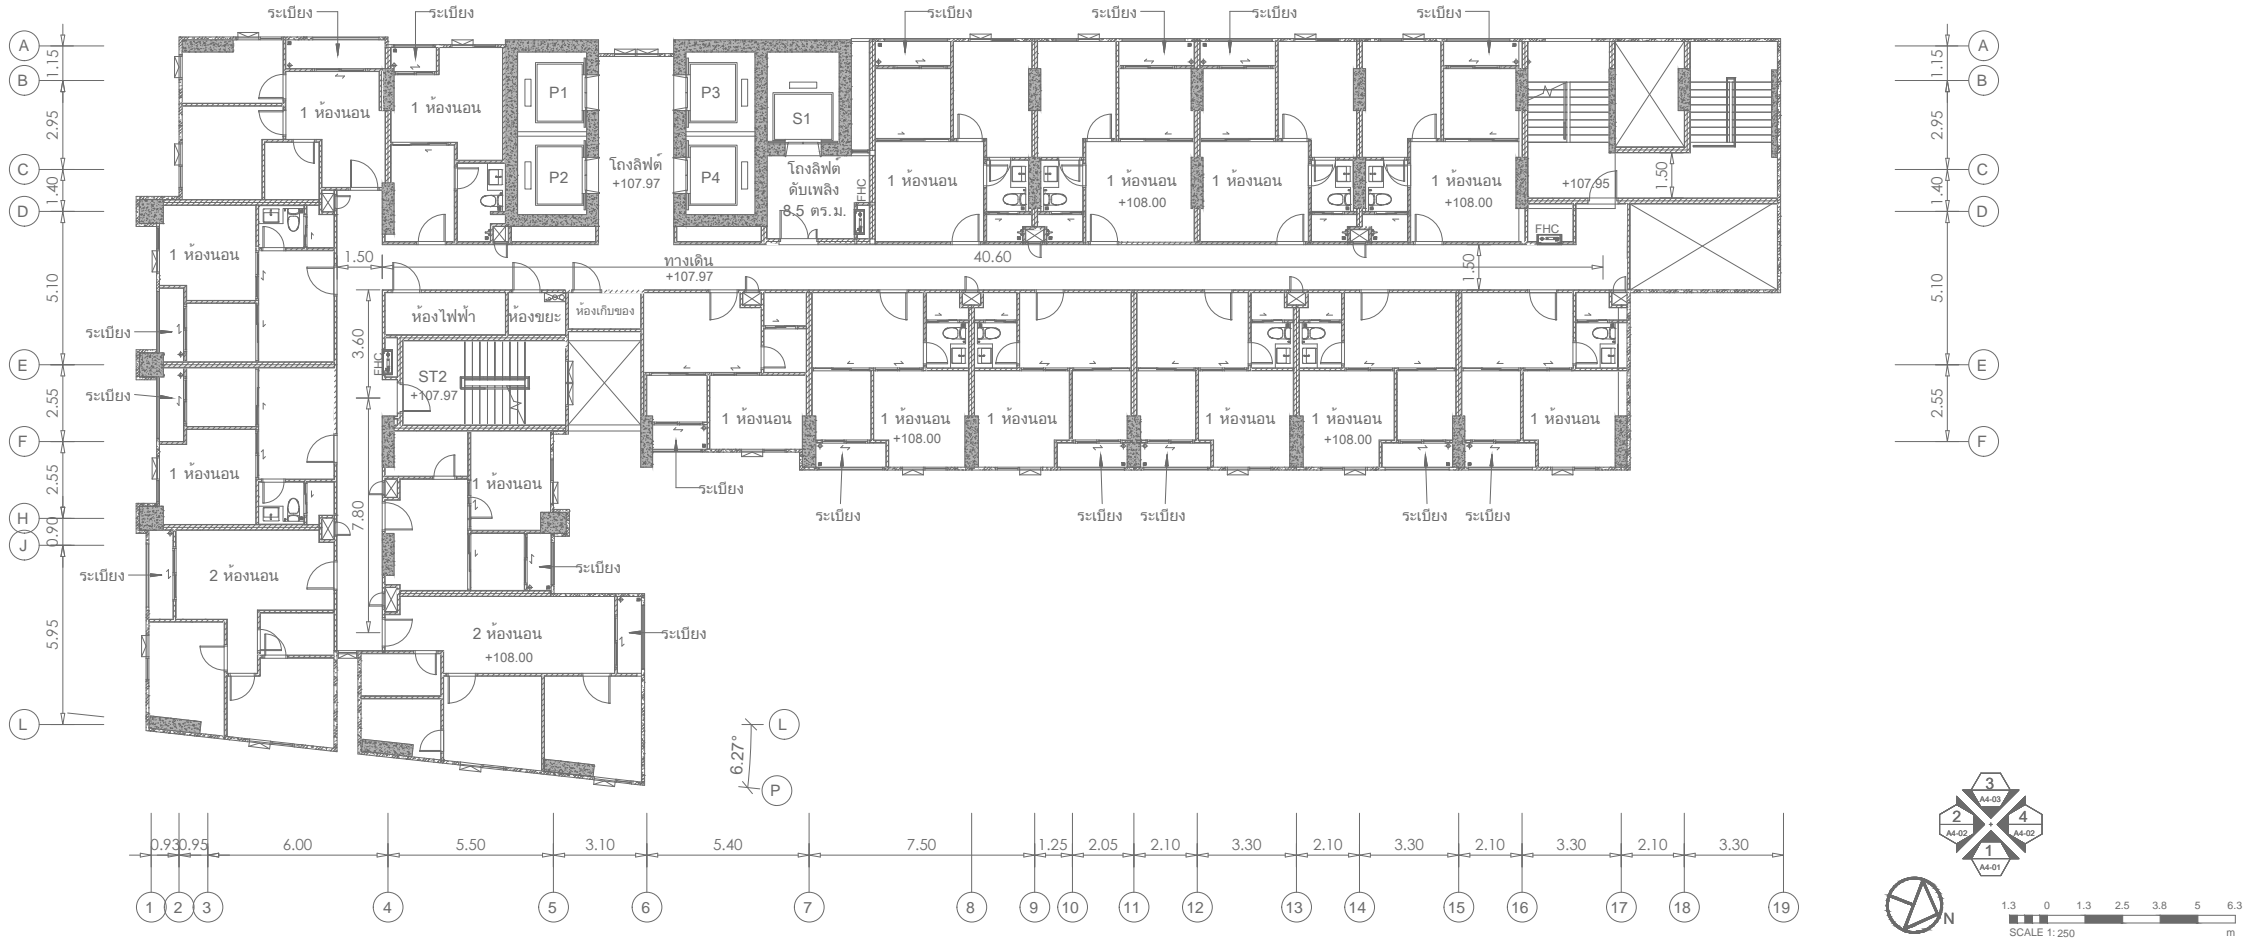 ระเบียง
ระเบียง
ระเบียง
ระเบียง
ระเบียง
ระเบียง
A
B
C
D
E
F
H
J
L
1.15
2.95
1.40
5.10
2.55
2.55
0.90
5.95
A
B
C
D
E
F
1.15
2.95
1.40
5.10
2.55
P1
P2
P3
P4
S1
1 ห้องนอน
1 ห้องนอน
โถงลิฟต์
+107.97
โถงลิฟต์
ดับเพลิง
8.5 ตร.ม.
FHC
1 ห้องนอน
1 ห้องนอน
+108.00
1 ห้องนอน
1 ห้องนอน
+108.00
+107.95
1.50
FHC
1 ห้องนอน
1.50
ทางเดิน
+107.97
40.60
1.50
ระเบียง
ระเบียง
3.60
ห้องไฟฟ้า
ห้องขยะ
ห้องเก็บของ
FHC
ST2
+107.97
1 ห้องนอน
1 ห้องนอน
1 ห้องนอน
+108.00
1 ห้องนอน
1 ห้องนอน
1 ห้องนอน
+108.00
1 ห้องนอน
1 ห้องนอน
7.80
ระเบียง
ระเบียง
ระเบียง
ระเบียง
ระเบียง
ระเบียง
ระเบียง
2 ห้องนอน
ระเบียง
2 ห้องนอน
+108.00
ระเบียง
L
6.27°
P
0.93
0.95
6.00
5.50
3.10
5.40
7.50
1.25
2.05
2.10
3.30
2.10
3.30
2.10
3.30
2.10
3.30
1
2
3
4
5
6
7
8
9
10
11
12
13
14
15
16
17
18
19
3
A4-03
2
A4-02
4
A4-02
1
A4-01
N
1.3 0 1.3 2.5 3.8 5 6.3
SCALE 1: 250 m